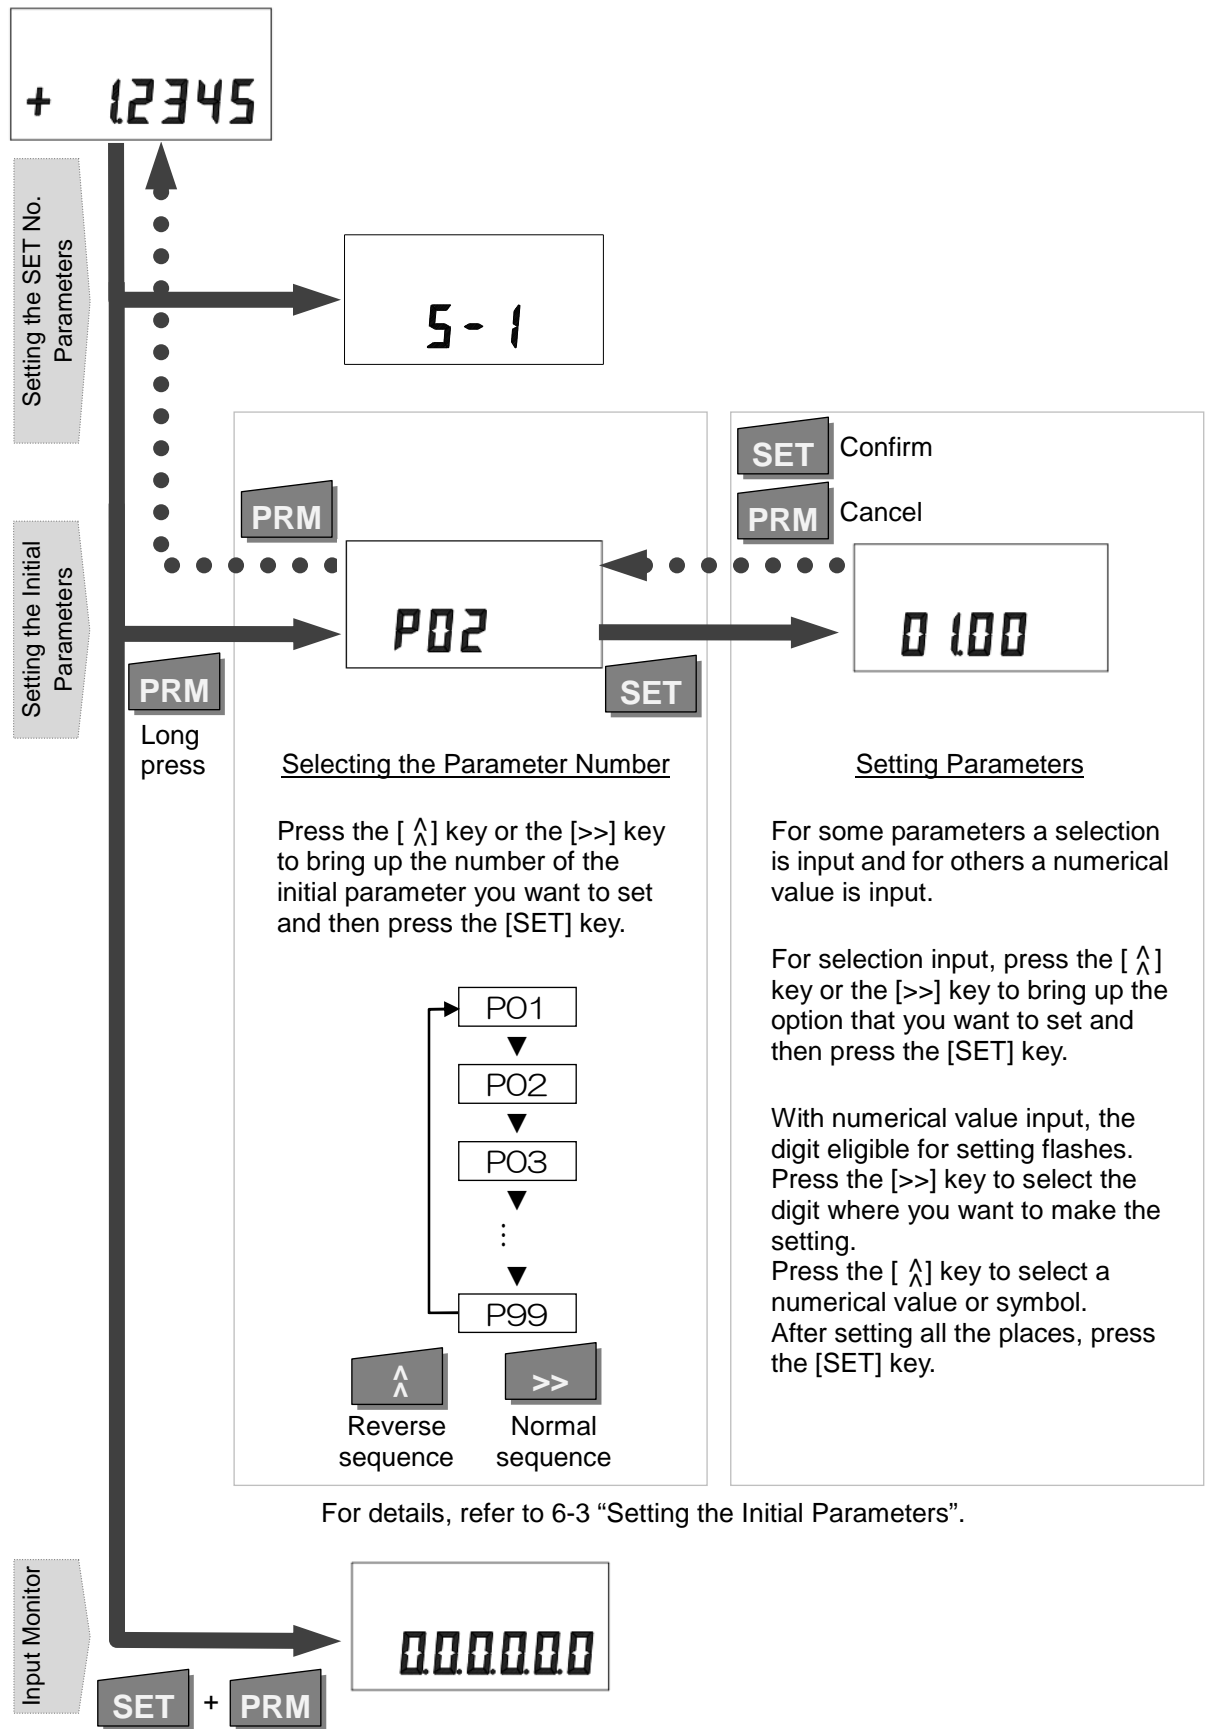 + 1.2345
Setting the SET No.
Parameters
S-1
SET Confirm
PRM Cancel
PRM
Setting the Initial
Parameters
P02
01.00
PRM
SET
Long
press
Selecting the Parameter Number
Press the [ ^^ ] key or the [>>] key
to bring up the number of the
initial parameter you want to set
and then press the [SET] key.
P01
▼
P02
▼
P03
▼
⋮
▼
P99
^^ >>
Reverse
sequence
Normal
sequence
Setting Parameters
For some parameters a selection
is input and for others a numerical
value is input.
For selection input, press the [ ^^ ]
key or the [>>] key to bring up the
option that you want to set and
then press the [SET] key.
With numerical value input, the
digit eligible for setting flashes.
Press the [>>] key to select the
digit where you want to make the
setting.
Press the [ ^^ ] key to select a
numerical value or symbol.
After setting all the places, press
the [SET] key.
For details, refer to 6-3 “Setting the Initial Parameters”.
Input Monitor
0.0.0.0.0.0
SET + PRM